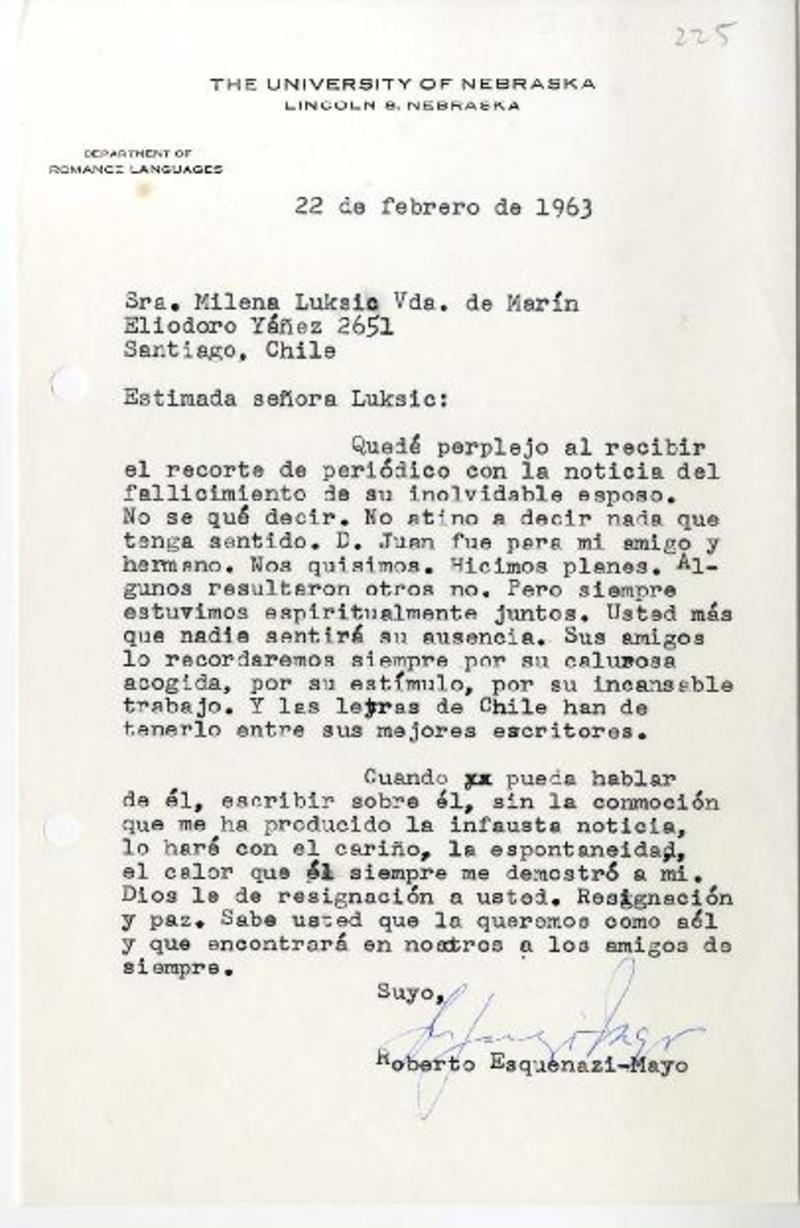 225
THE UNIVERSITY OF NEBRASKA
LINCOLN 8, NEBRASKA
DEPARTMENT OF
ROMANCE LANGUAGES
22 de febrero de 1963
Sra. Milena Luksic Vda. de Marín
Eliodoro Yáñez 2651
Santiago, Chile
Estimada señora Luksic:
Quedé perplejo al recibir
el recorte de periódico con la noticia del
fallicimiento de su inolvidable esposo.
No se qué decir. No atino a decir nada que
tenga sentido. D. Juan fue para mi amigo y
hermano. Nos quisimos. Hicimos planes. Al-
gunos resultaron otros no. Pero siempre
estuvimos espiritualmente juntos. Usted más
que nadie sentirá su ausencia. Sus amigos
lo recordaremos siempre por su calurosa
acogida, por su estímulo, por su incansable
trabajo. Y las letras de Chile han de
tenerlo entre sus mejores escritores.
Cuando xx pueda hablar
de él, escribir sobre él, sin la conmoción
que me ha producido la infausta noticia,
lo haré con el cariño, la espontaneidad,
el calor que él siempre me demostró a mi.
Dios le de resignación a usted. Resignación
y paz. Sabe usted que la queremos como aél
y que encontrará en nostros a los amigos de
siempre.
Suyo,
Roberto Esquenazi-Mayo